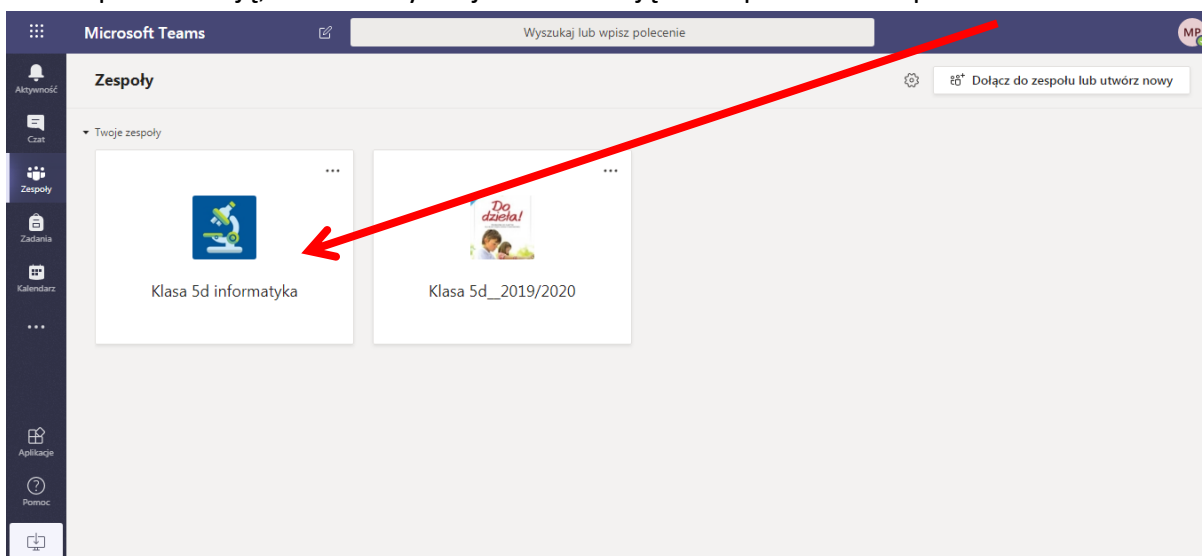 Microsoft Teams
Wyszukaj lub wpisz polecenie
MP
Aktywność
Czat
Zespoły
Zadania
Kalendarz
Aplikacje
Pomoc
Zespoły
Dołącz do zespołu lub utwórz nowy
Twoje zespoły
Do
dzieła!
Klasa 5d informatyka
Klasa 5d__2019/2020